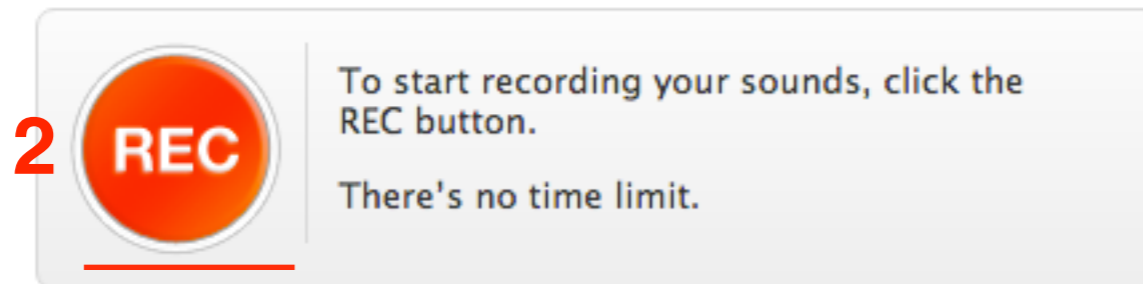 2
REC
To start recording your sounds, click the
REC button.
There's no time limit.